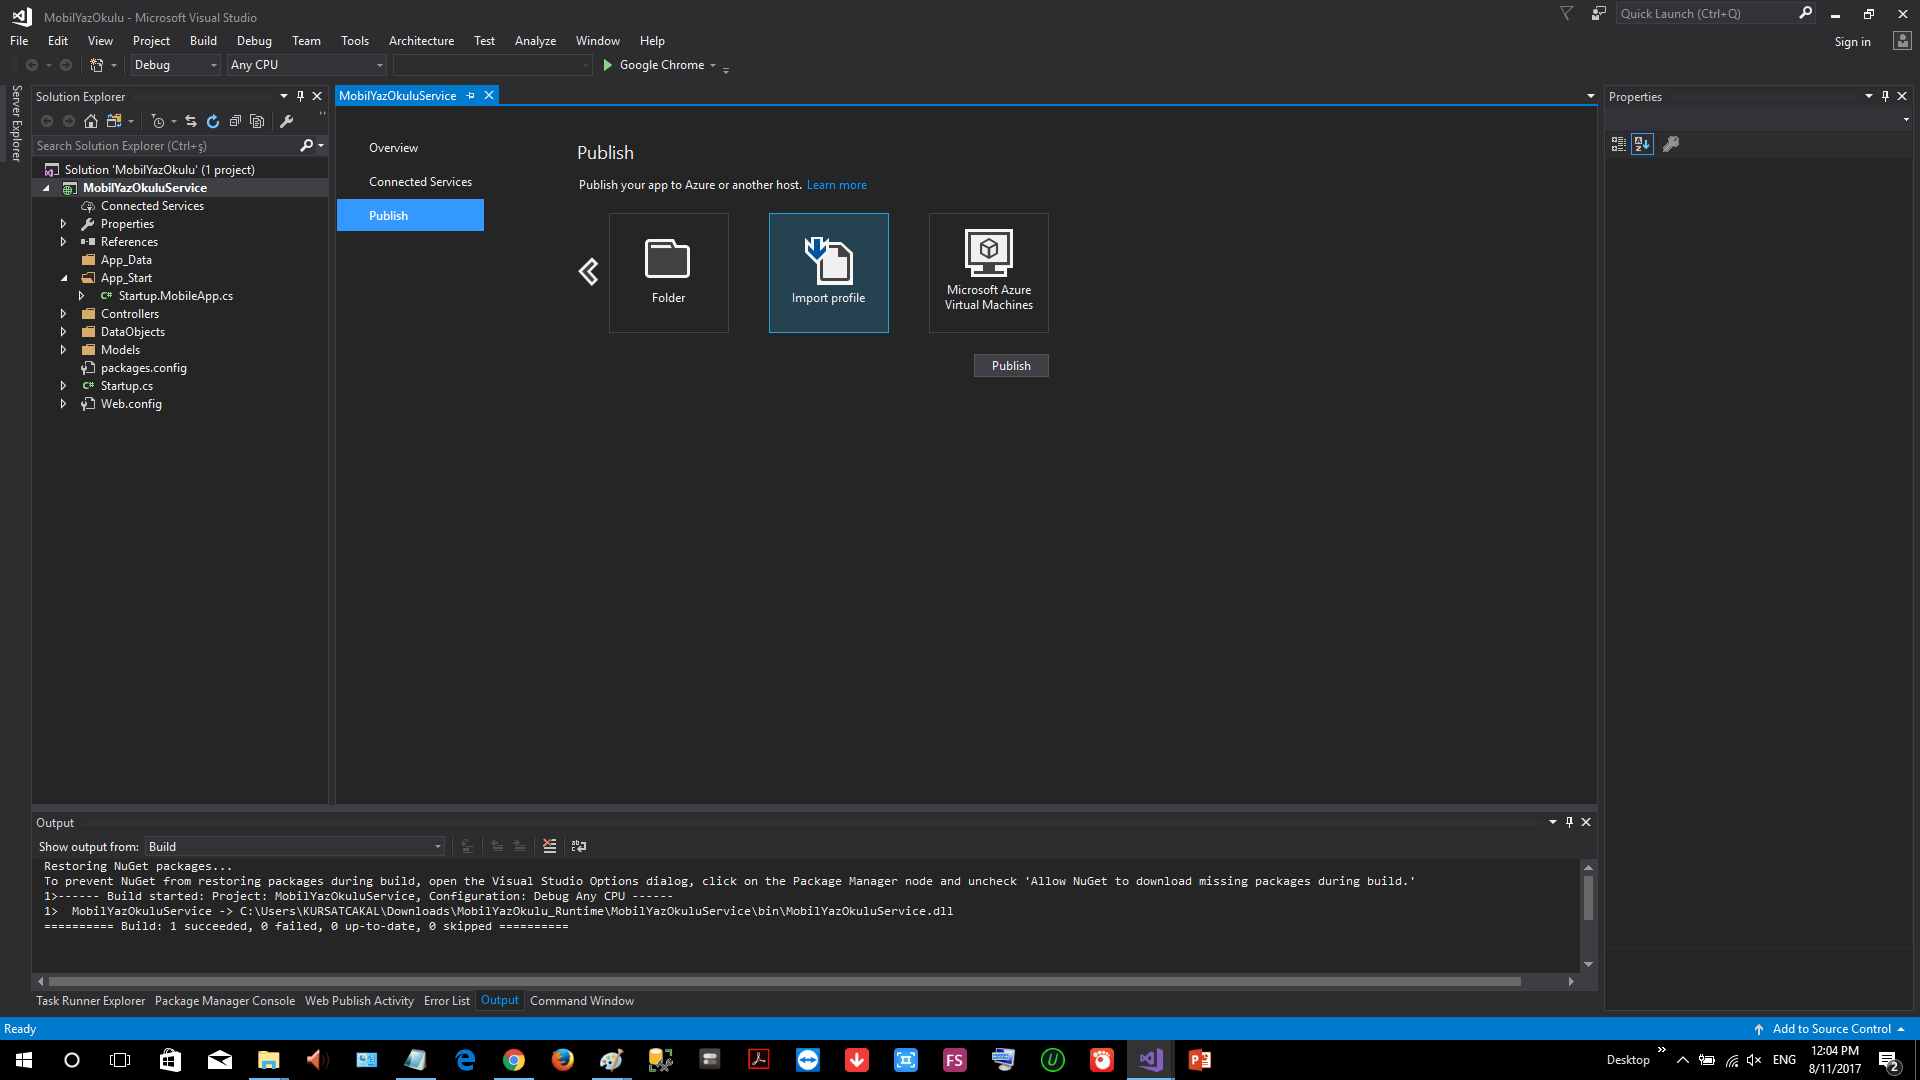 MobilYazOkulu - Microsoft Visual Studio
Quick Launch (Ctrl+Q)
File Edit View Project Build Debug Team Tools Architecture Test Analyze Window Help
Sign in
Debug Any CPU Google Chrome
Server Explorer
Solution Explorer
Search Solution Explorer (Ctrl+ş)
Solution 'MobilYazOkulu' (1 project)
MobilYazOkuluService
Connected Services
Properties
References
App_Data
App_Start
C# Startup.MobileApp.cs
Controllers
DataObjects
Models
packages.config
C# Startup.cs
Web.config
MobilYazOkuluService
Overview
Connected Services
Publish
Publish
Publish your app to Azure or another host. Learn more
Folder
Import profile
Microsoft Azure
Virtual Machines
Publish
Properties
Output
Show output from: Build
Restoring NuGet packages...
To prevent NuGet from restoring packages during build, open the Visual Studio Options dialog, click on the Package Manager node and uncheck 'Allow NuGet to download missing packages during build.'
1>------ Build started: Project: MobilYazOkuluService, Configuration: Debug Any CPU ------
1>  MobilYazOkuluService -> C:\Users\KURSATCAKAL\Downloads\MobilYazOkulu_Runtime\MobilYazOkuluService\bin\MobilYazOkuluService.dll
========== Build: 1 succeeded, 0 failed, 0 up-to-date, 0 skipped ==========
Task Runner Explorer Package Manager Console Web Publish Activity Error List Output Command Window
Ready
Add to Source Control
FS
Desktop
ENG
12:04 PM
8/11/2017
2